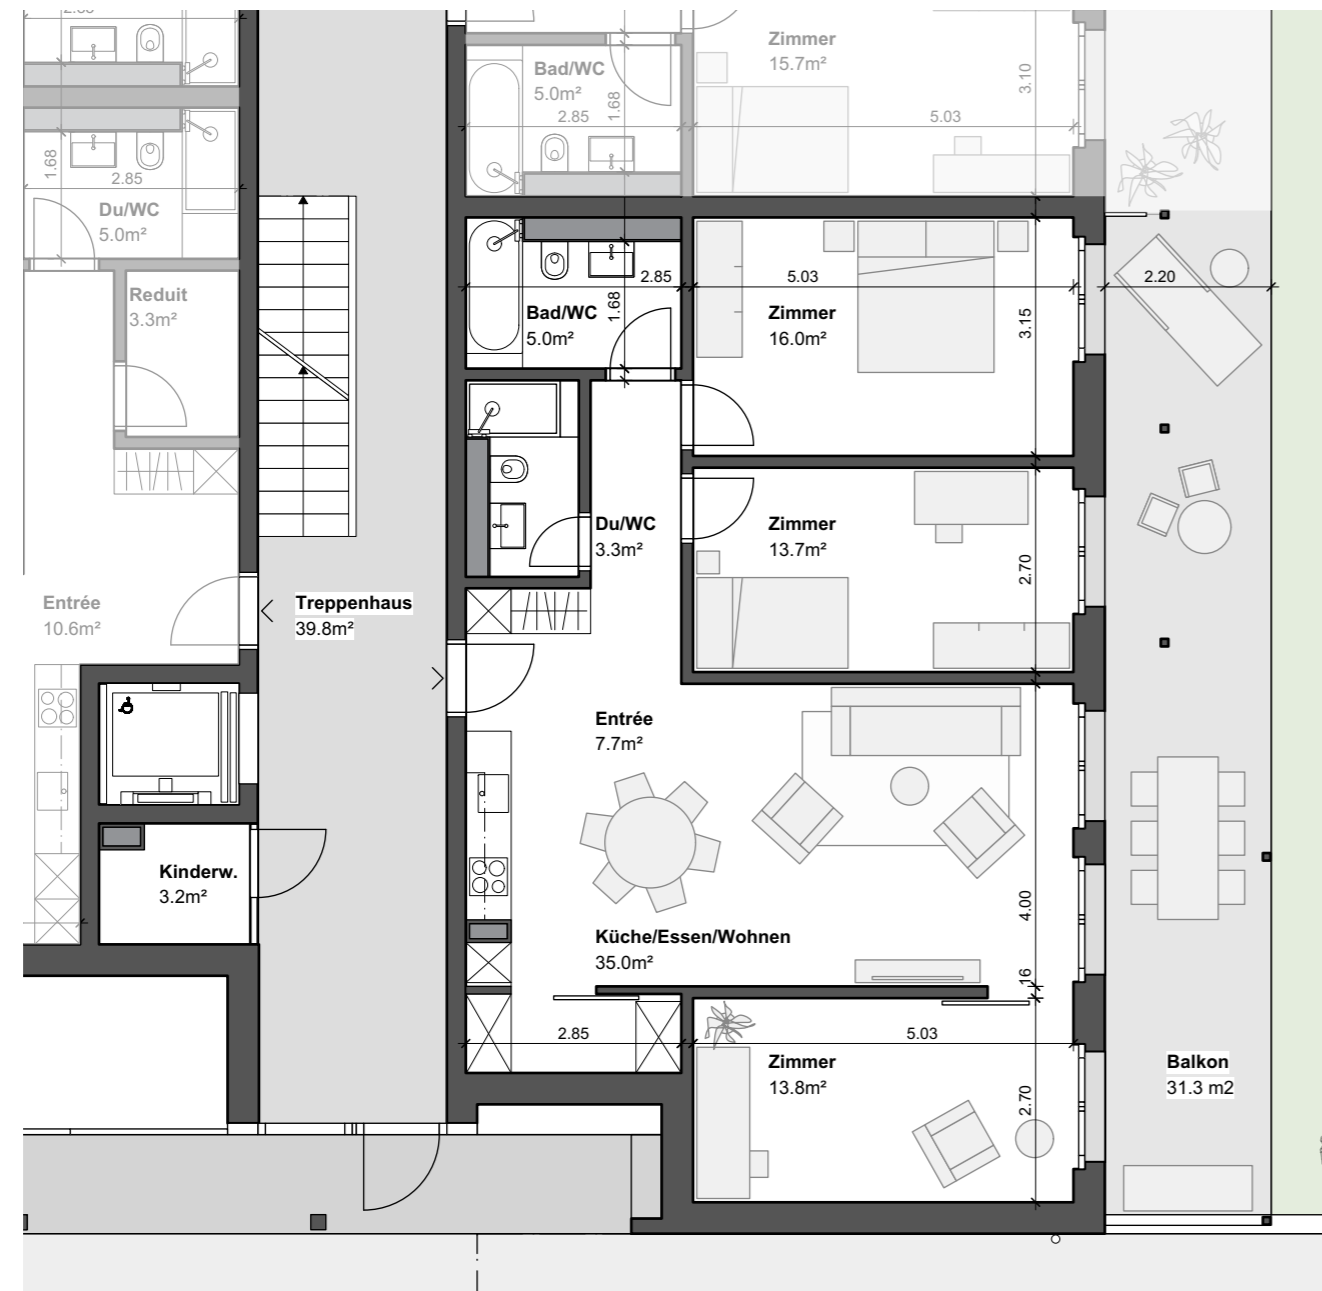 2.85
Zimmer
15.7m²
3.10
Bad/WC
5.0m²
1.68
2.85
5.03
1.68
2.85
Du/WC
5.0m²
Reduit
3.3m²
2.85
5.03
2.20
1.68
Bad/WC
5.0m²
Zimmer
16.0m²
3.15
Du/WC
3.3m²
Zimmer
13.7m²
2.70
Entrée
10.6m²
Treppenhaus
39.8m²
Entrée
7.7m²
Kinderw.
3.2m²
4.00
Küche/Essen/Wohnen
35.0m²
16
2.85
5.03
Zimmer
13.8m²
2.70
Balkon
31.3 m2